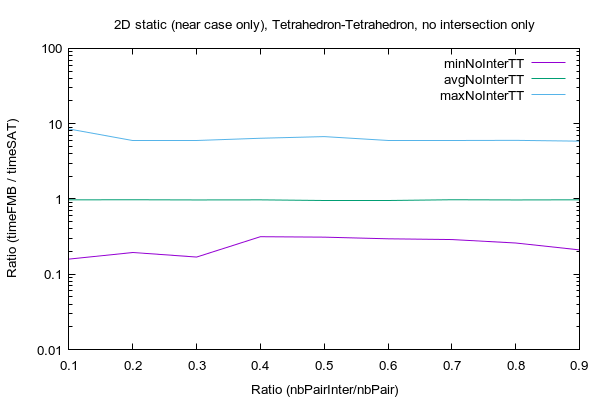 2D static (near case only), Tetrahedron-Tetrahedron, no intersection only
100
10
1
0.1
0.01
Ratio (timeFMB / timeSAT)
minNoInterTT
avgNoInterTT
maxNoInterTT
0.1 0.2 0.3 0.4 0.5 0.6 0.7 0.8 0.9
Ratio (nbPairInter/nbPair)